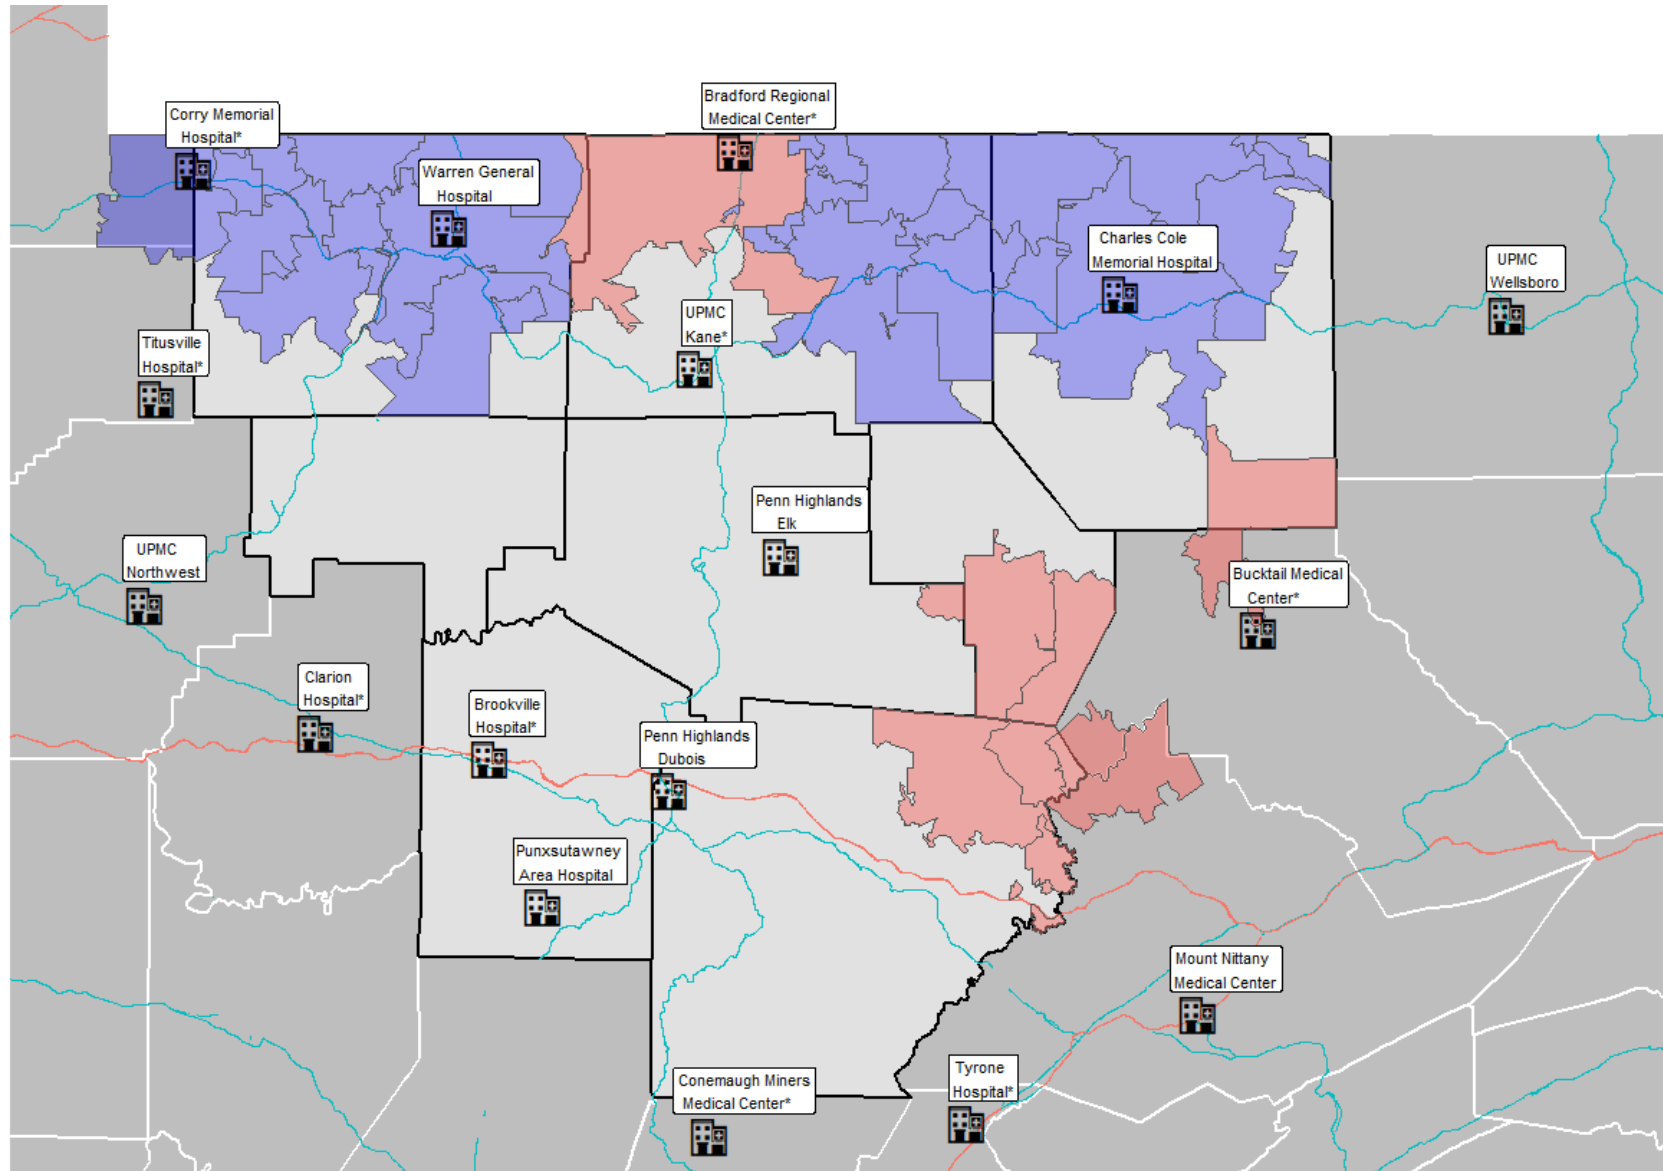 Bradford Regional
Medical Center*
Corry Memorial
Hospital*
Warren General
Hospital
Charles Cole
Memorial Hospital
UPMC
Wellsboro
UPMC
Kane*
Titusville
Hospital*
Penn Highlands
Elk
UPMC
Northwest
Bucktail Medical
Center*
Clarion
Hospital*
Brookville
Hospital*
Penn Highlands
Dubois
Punxsutawney
Area Hospital
Mount Nittany
Medical Center
Tyrone
Hospital*
Conemaugh Miners
Medical Center*